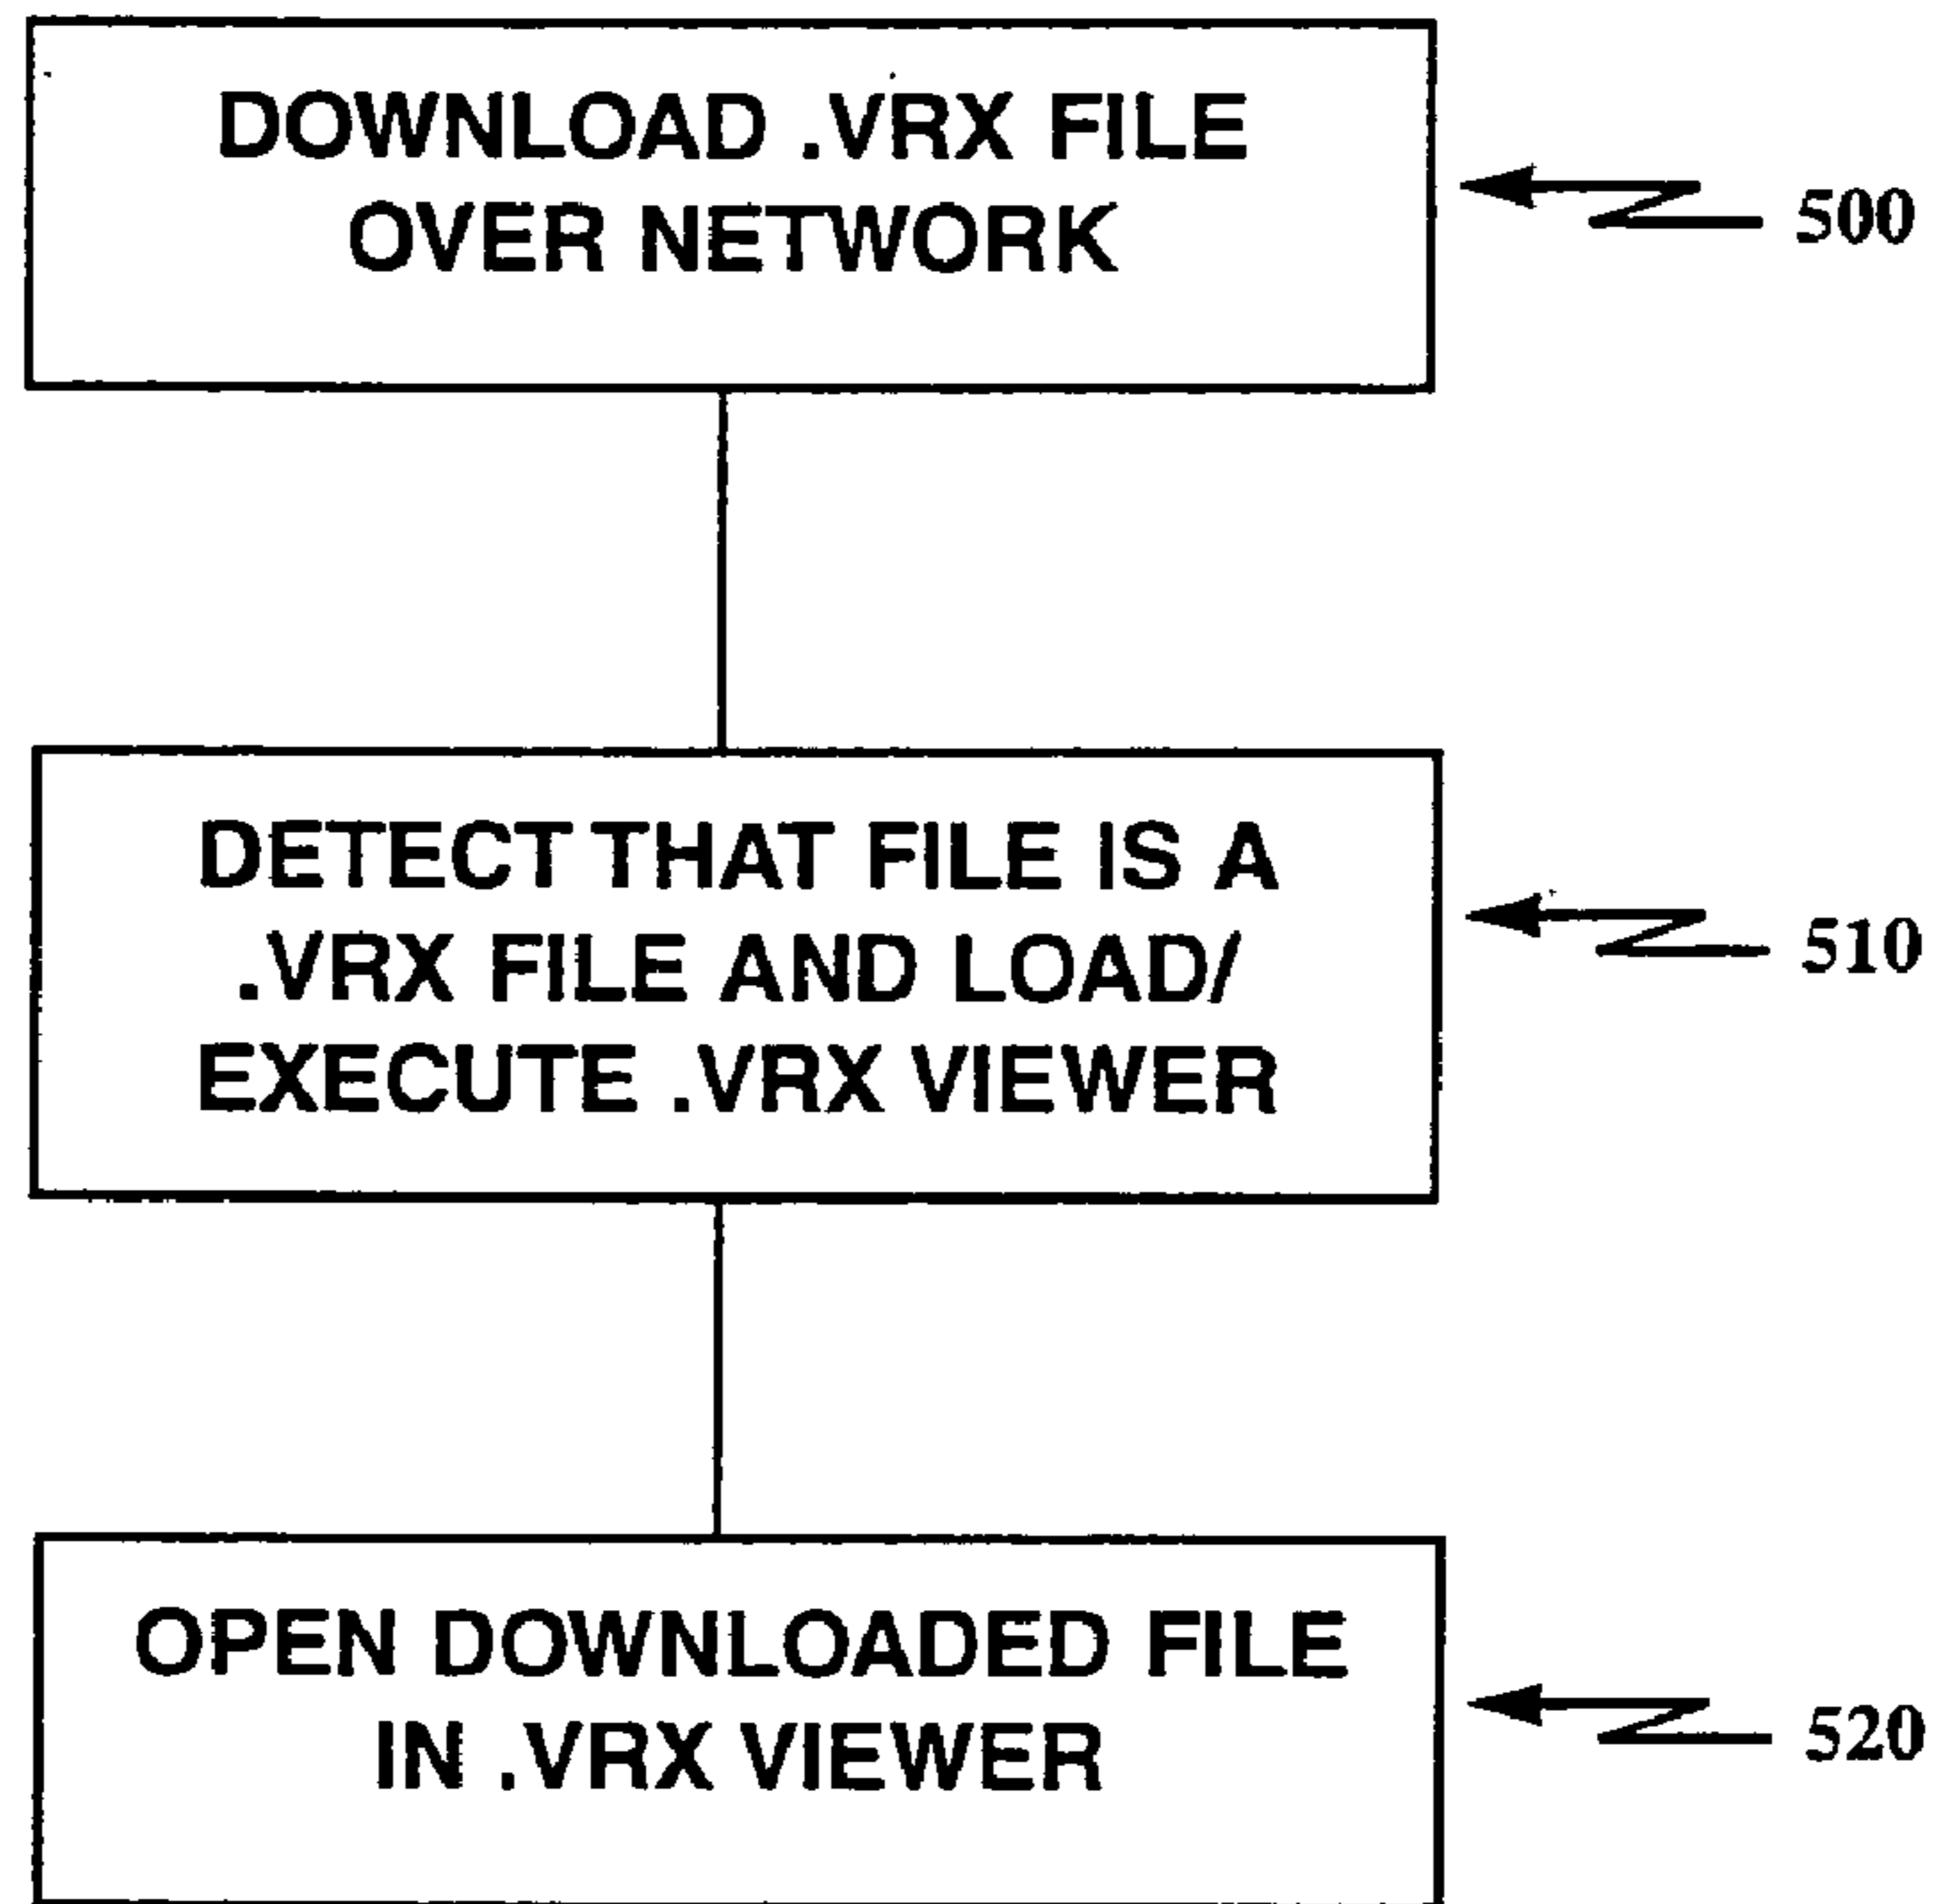 DOWNLOAD .VRX FILE
OVER NETWORK
500
DETECT THAT FILE IS A
.VRX FILE AND LOAD/
EXECUTE .VRX VIEWER
510
OPEN DOWNLOADED FILE
IN .VRX VIEWER
520